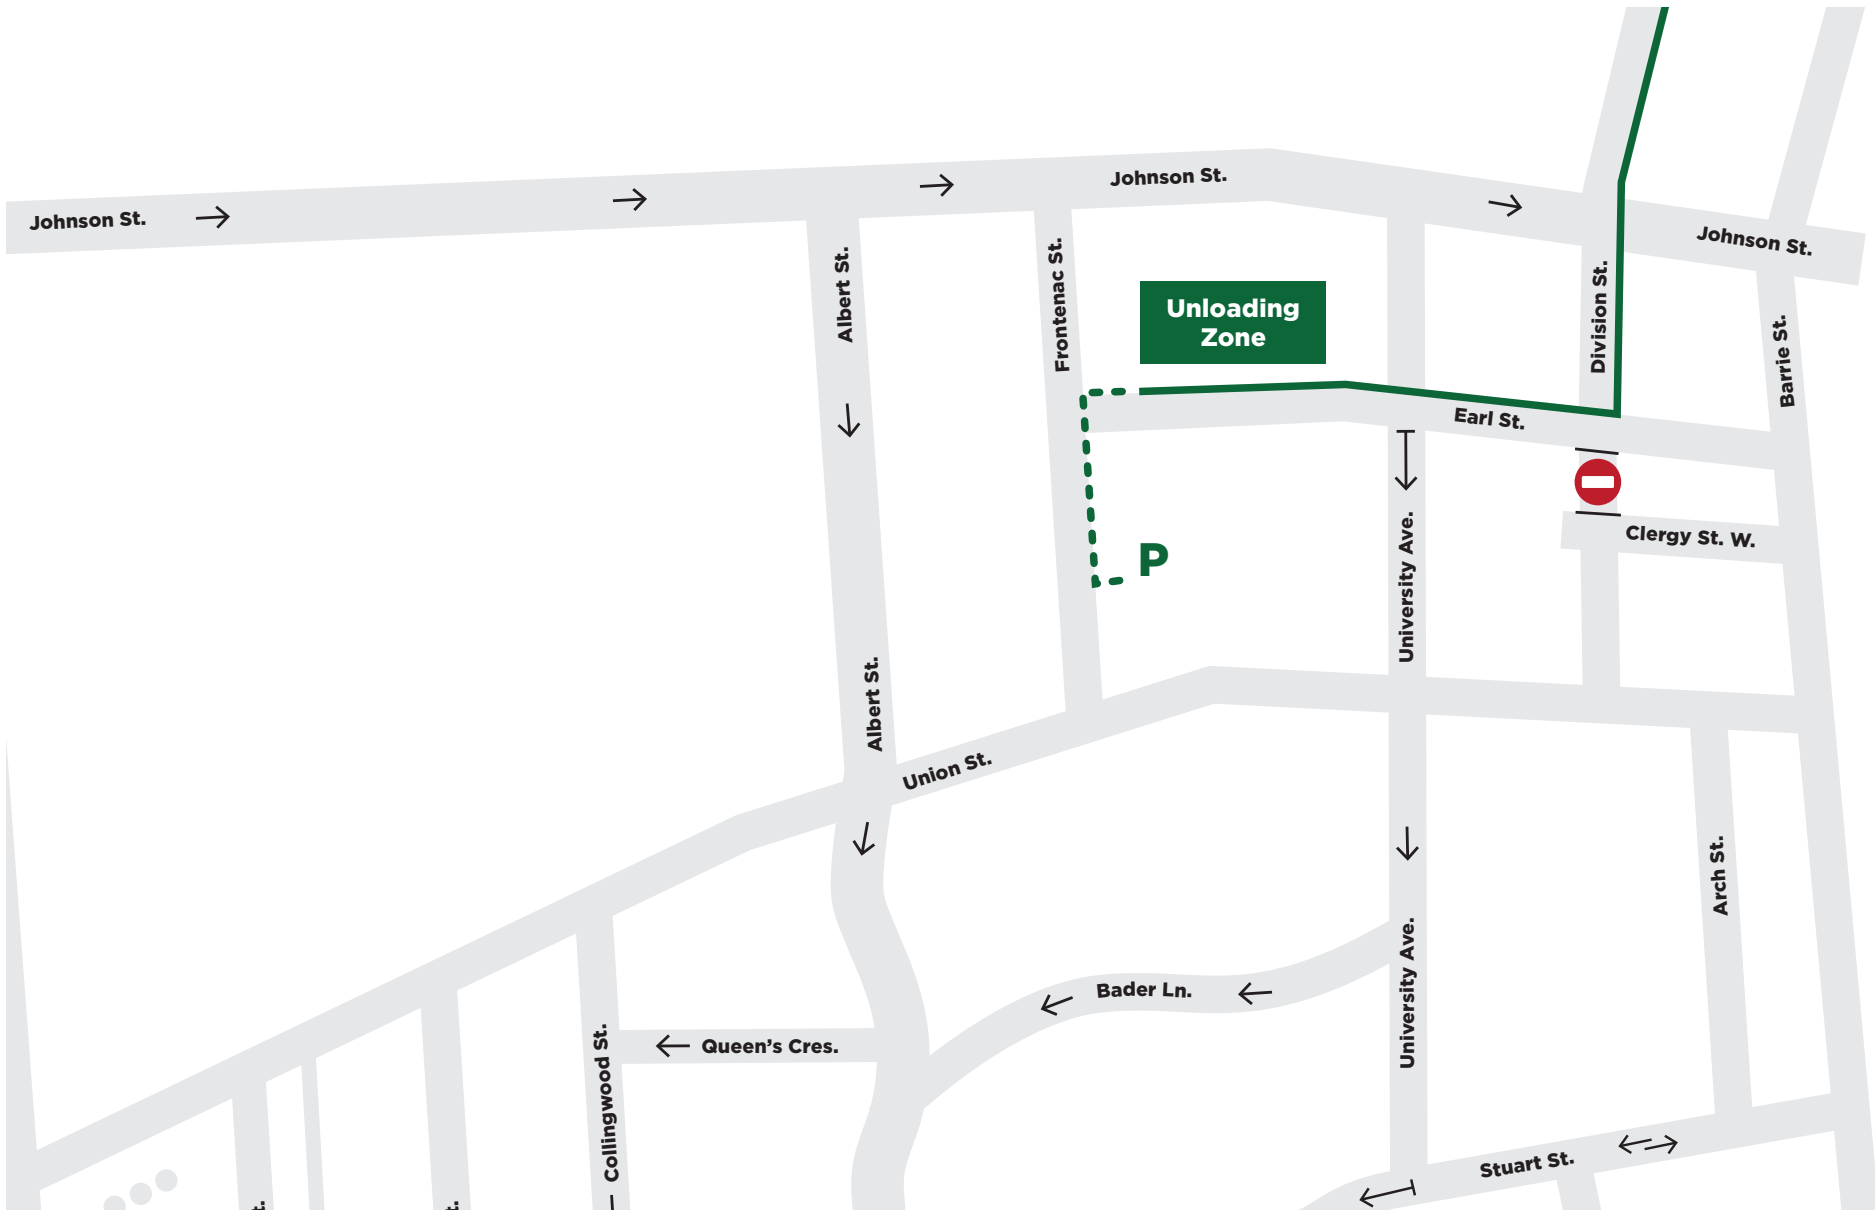 Johnson St.
Johnson St.
Johnson St.
Albert St.
Frontenac St.
Unloading
Zone
Division St.
Barrie St.
Earl St.
Clergy St. W.
P
University Ave.
Albert St.
Union St.
Arch St.
Bader Ln.
University Ave.
Queen’s Cres.
Collingwood St.
Stuart St.
t.
t.